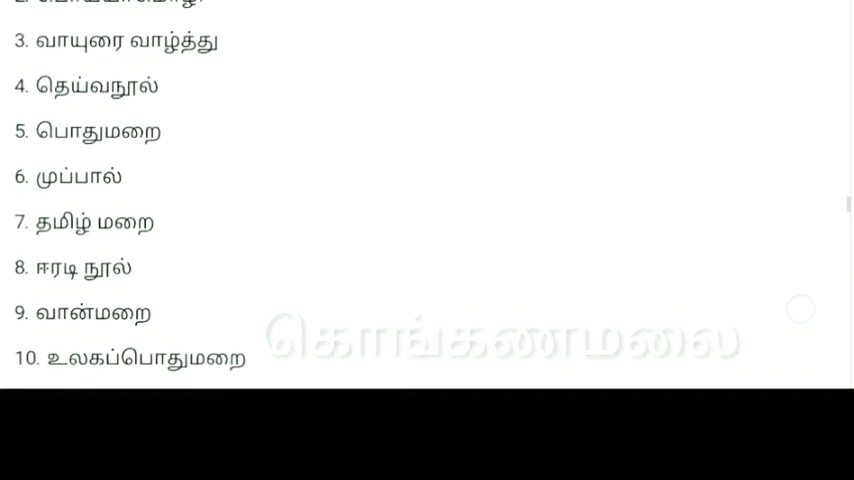 3. வாயுரை வாழ்த்து
4. தெய்வநூல்
5. பொதுமறை
6. முப்பால்
7. தமிழ் மறை
8. ஈரடி நூல்
9. வான்மறை
10. உலகப்பொதுமறை
கொங்கணமலை